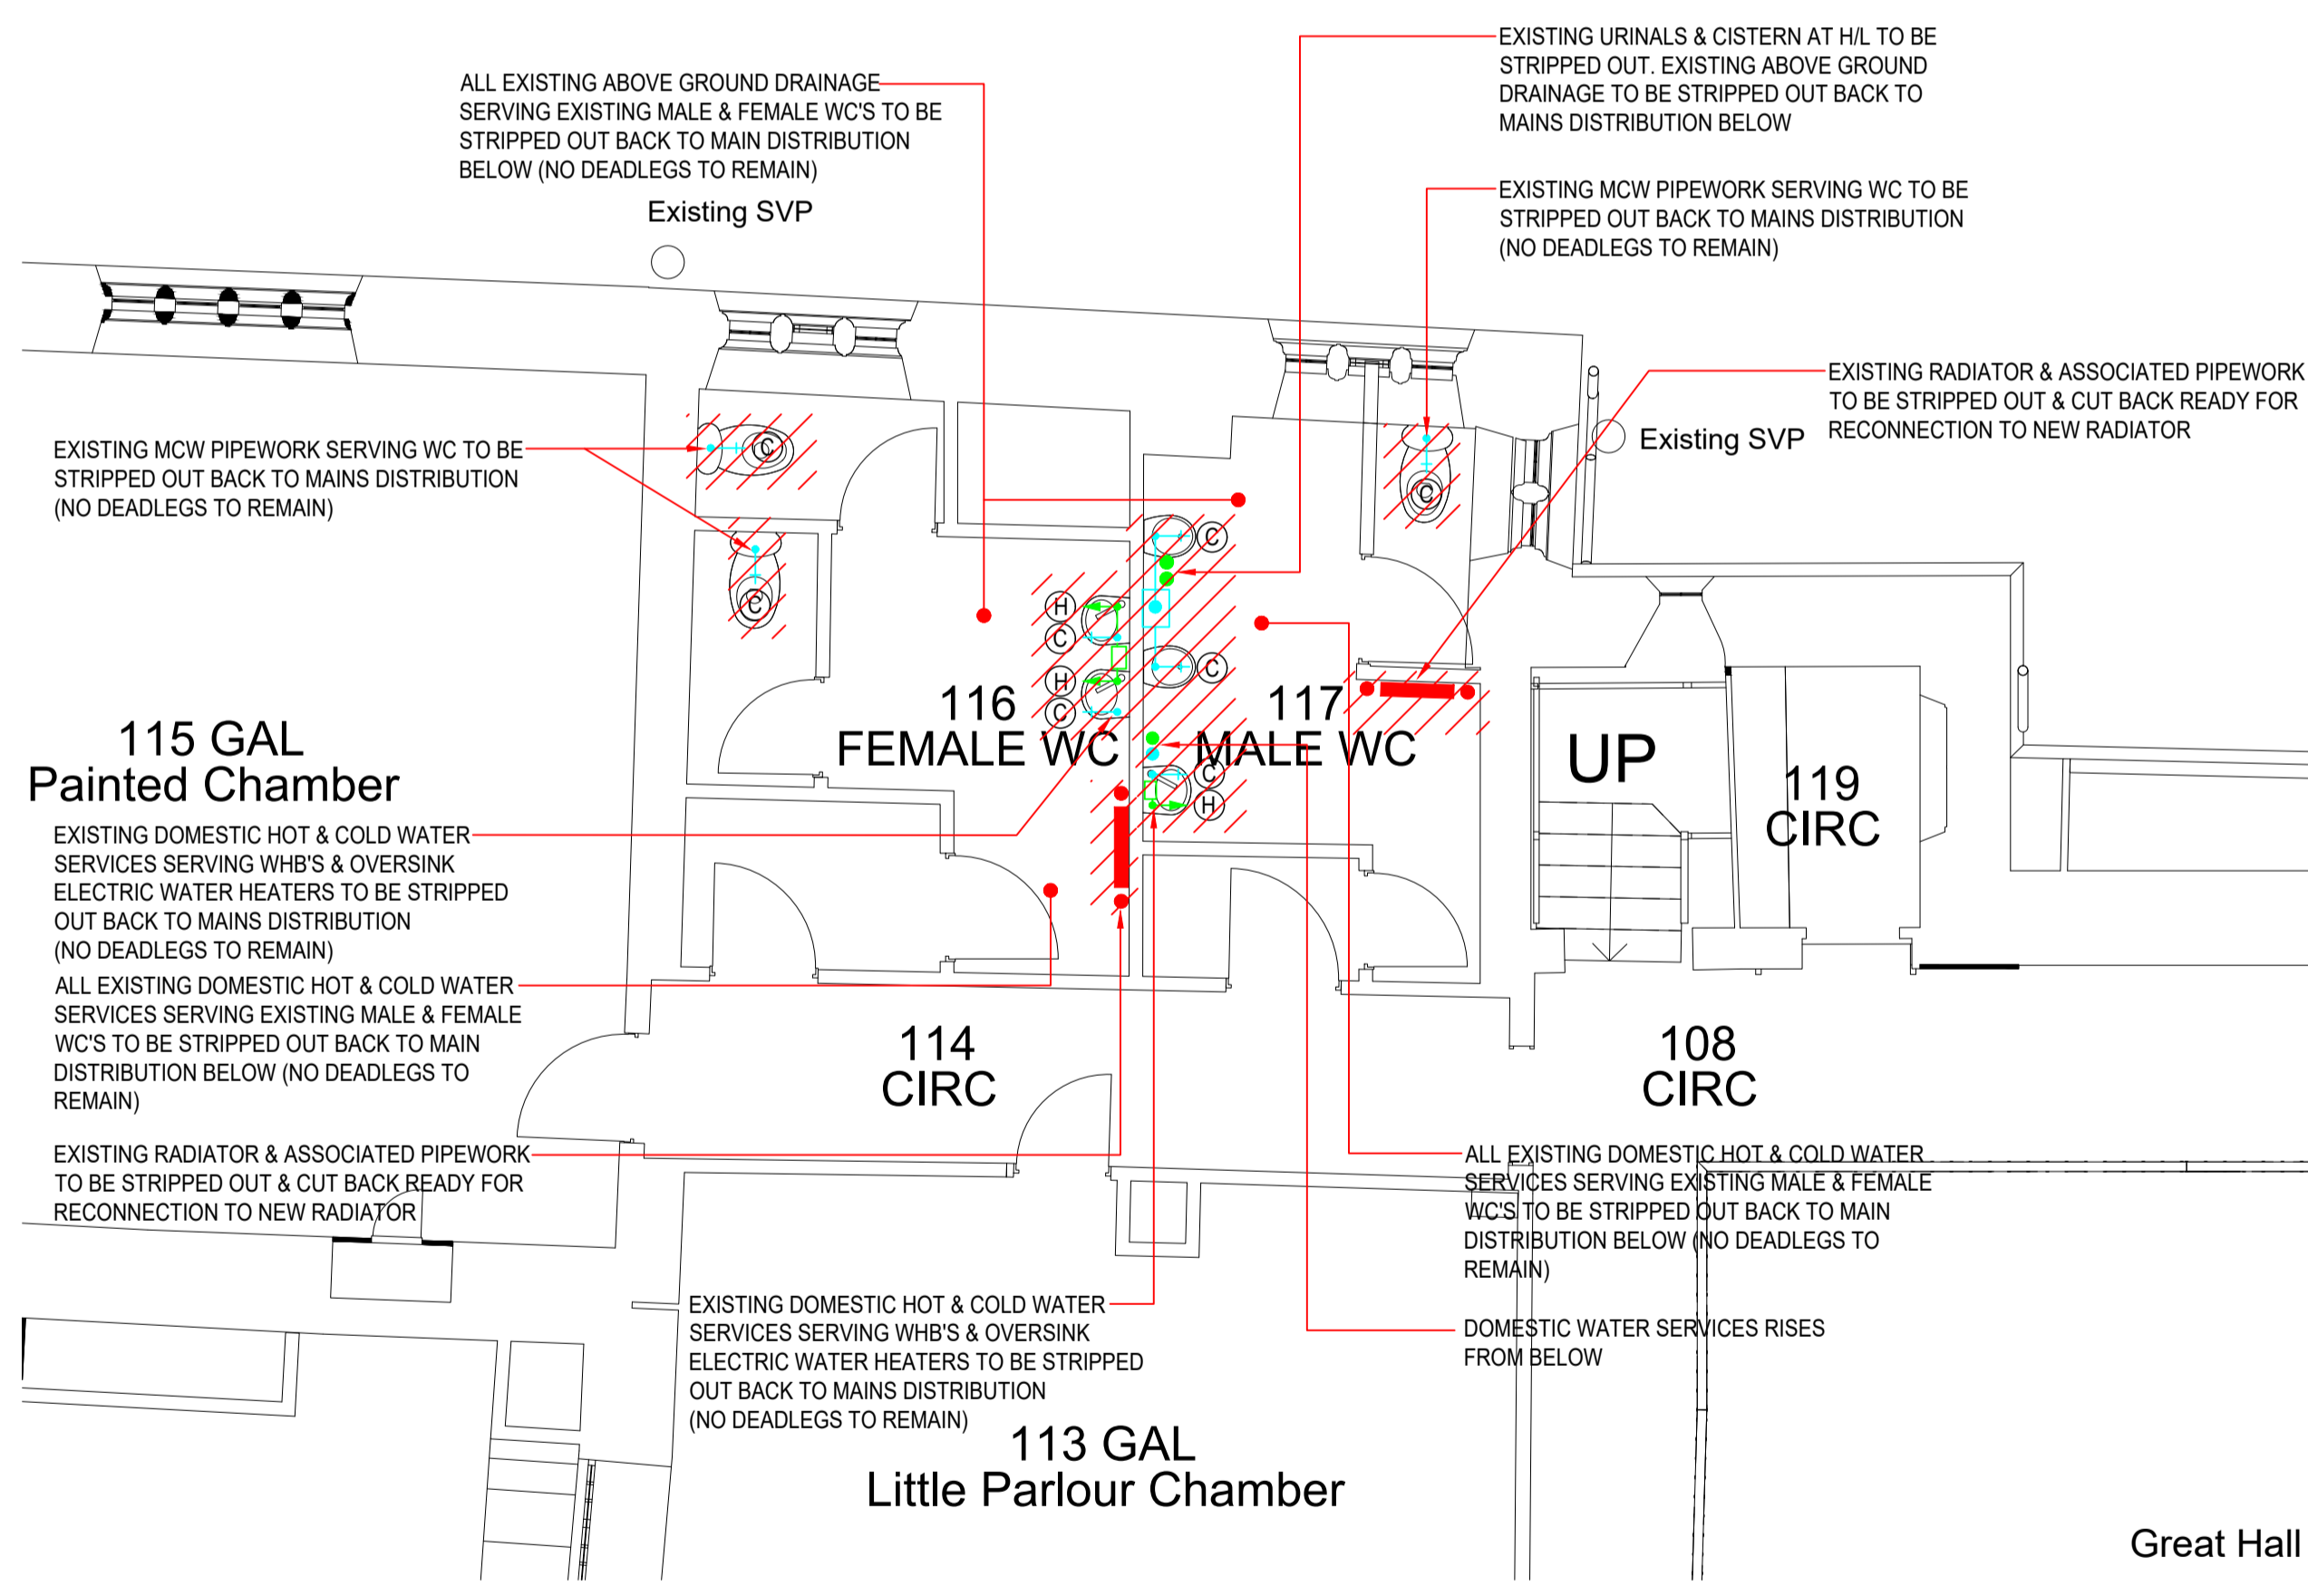 EXISTING URINALS & CISTERN AT H/L TO BE
STRIPPED OUT. EXISTING ABOVE GROUND
DRAINAGE TO BE STRIPPED OUT BACK TO
MAINS DISTRIBUTION BELOW
ALL EXISTING ABOVE GROUND DRAINAGE
SERVING EXISTING MALE & FEMALE WC'S TO BE
STRIPPED OUT BACK TO MAIN DISTRIBUTION
BELOW (NO DEADLEGS TO REMAIN)
Existing SVP
EXISTING MCW PIPEWORK SERVING WC TO BE
STRIPPED OUT BACK TO MAINS DISTRIBUTION
(NO DEADLEGS TO REMAIN)
EXISTING RADIATOR & ASSOCIATED PIPEWORK
TO BE STRIPPED OUT & CUT BACK READY FOR
RECONNECTION TO NEW RADIATOR
Existing SVP
EXISTING MCW PIPEWORK SERVING WC TO BE
STRIPPED OUT BACK TO MAINS DISTRIBUTION
(NO DEADLEGS TO REMAIN)
C
C
C
C
H
C
H
C
C
C
H
116
FEMALE WC
117
MALE WC
115 GAL
Painted Chamber
UP
119
CIRC
EXISTING DOMESTIC HOT & COLD WATER
SERVICES SERVING WHB'S & OVERSINK
ELECTRIC WATER HEATERS TO BE STRIPPED
OUT BACK TO MAINS DISTRIBUTION
(NO DEADLEGS TO REMAIN)
ALL EXISTING DOMESTIC HOT & COLD WATER
SERVICES SERVING EXISTING MALE & FEMALE
WC'S TO BE STRIPPED OUT BACK TO MAIN
DISTRIBUTION BELOW (NO DEADLEGS TO
REMAIN)
114
CIRC
108
CIRC
EXISTING RADIATOR & ASSOCIATED PIPEWORK
TO BE STRIPPED OUT & CUT BACK READY FOR
RECONNECTION TO NEW RADIATOR
ALL EXISTING DOMESTIC HOT & COLD WATER
SERVICES SERVING EXISTING MALE & FEMALE
WC'S TO BE STRIPPED OUT BACK TO MAIN
DISTRIBUTION BELOW (NO DEADLEGS TO
REMAIN)
EXISTING DOMESTIC HOT & COLD WATER
SERVICES SERVING WHB'S & OVERSINK
ELECTRIC WATER HEATERS TO BE STRIPPED
OUT BACK TO MAINS DISTRIBUTION
(NO DEADLEGS TO REMAIN)
DOMESTIC WATER SERVICES RISES
FROM BELOW
113 GAL
Little Parlour Chamber
Great Hall